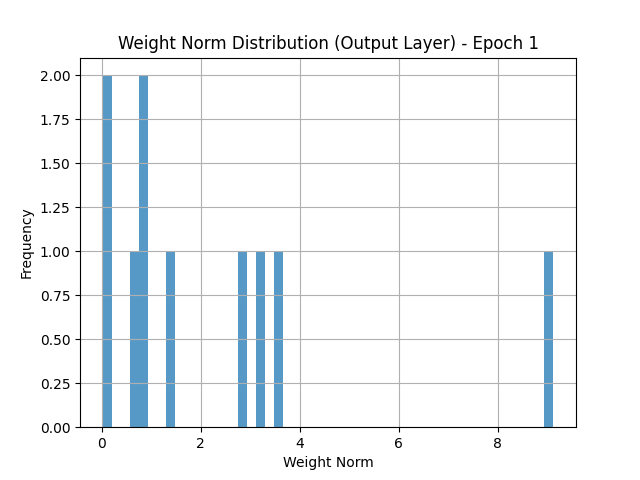 Weight Norm Distribution (Output Layer) - Epoch 1
Frequency
2.00
1.75
1.50
1.25
1.00
0.75
0.50
0.25
0.00
0 2 4 6 8
Weight Norm